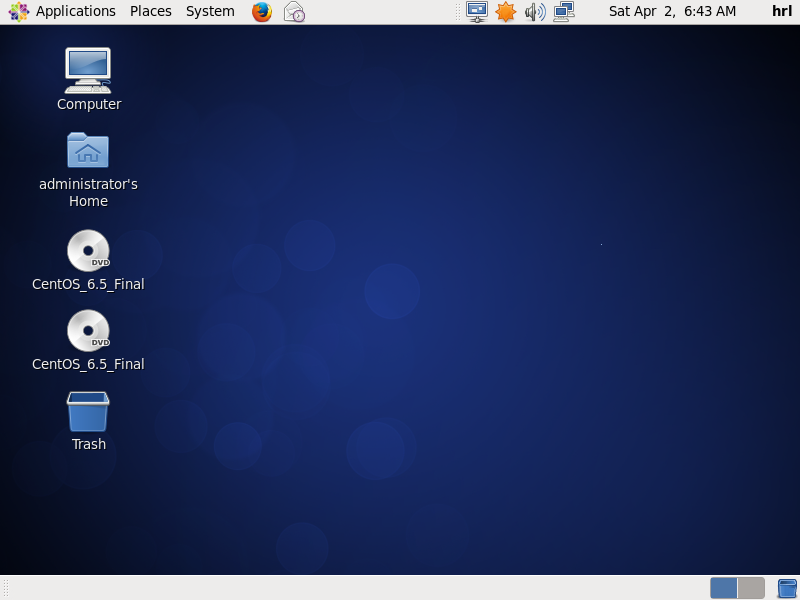 Applications Places System Sat Apr 2, 6:43 AM hrl
Computer
administrator's
Home
DVD
CentOS_6.5_Final
DVD
CentOS_6.5_Final
Trash